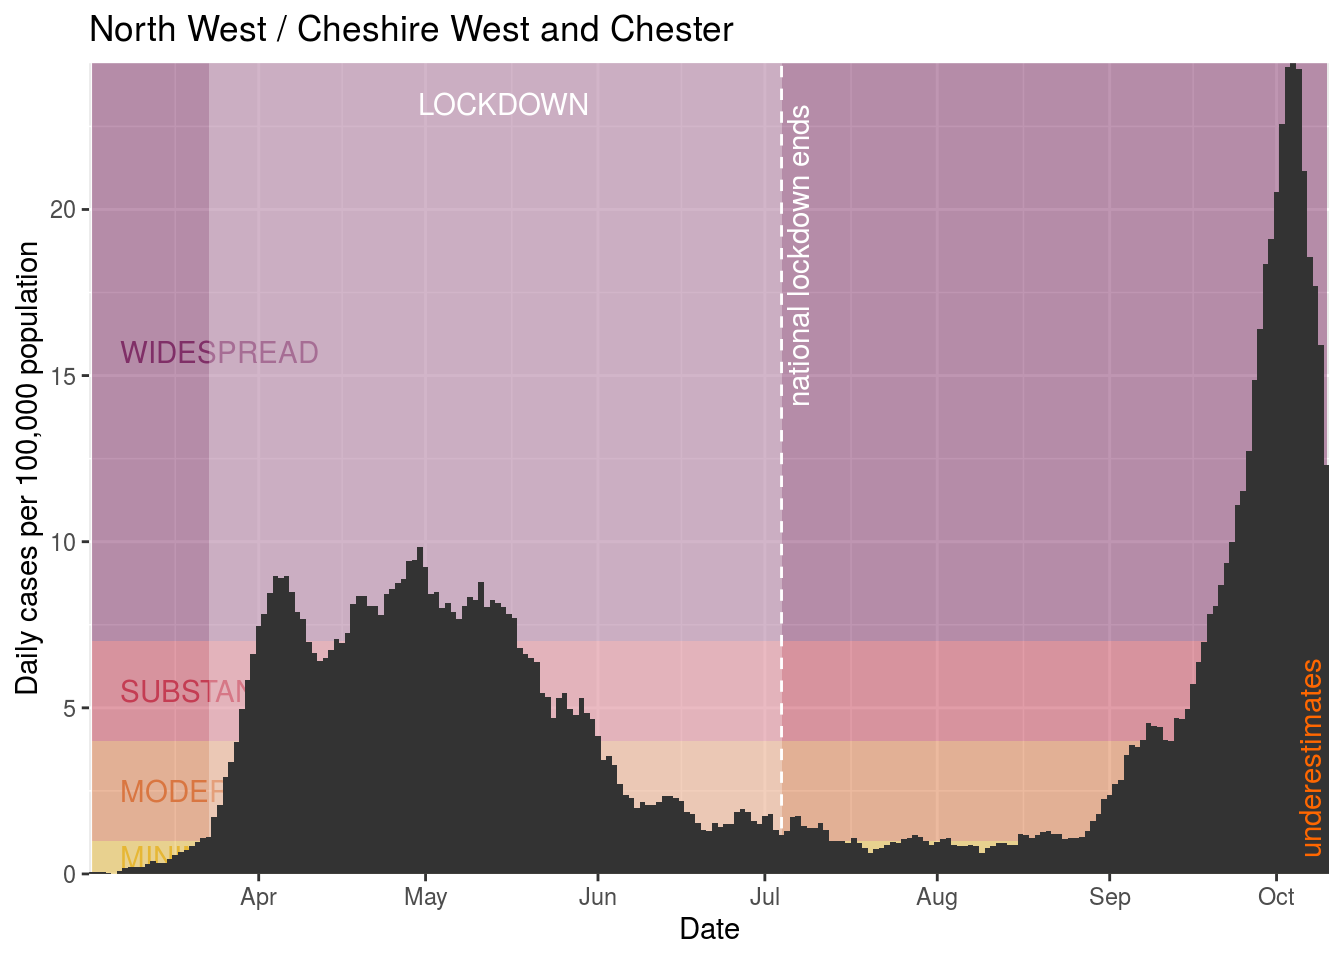 North West / Cheshire West and Chester
LOCKDOWN
national lockdown ends
WIDESPREAD
SUBSTAN
MODER
MINI
underestimates
Daily cases per 100,000 population
20
15
10
5
0
Apr May Jun Jul Aug Sep Oct
Date